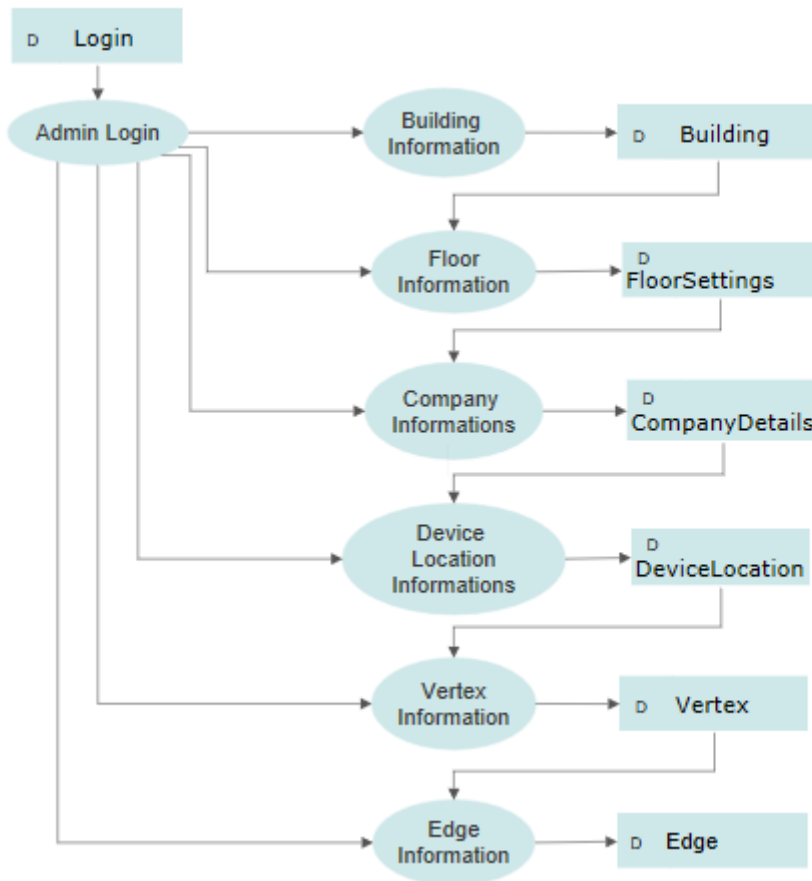 D Login
Admin Login
Building
Information
D Building
Floor
Information
D
FloorSettings
Company
Informations
D
CompanyDetails
Device
Location
Informations
D
DeviceLocation
Vertex
Information
D Vertex
Edge
Information
D Edge